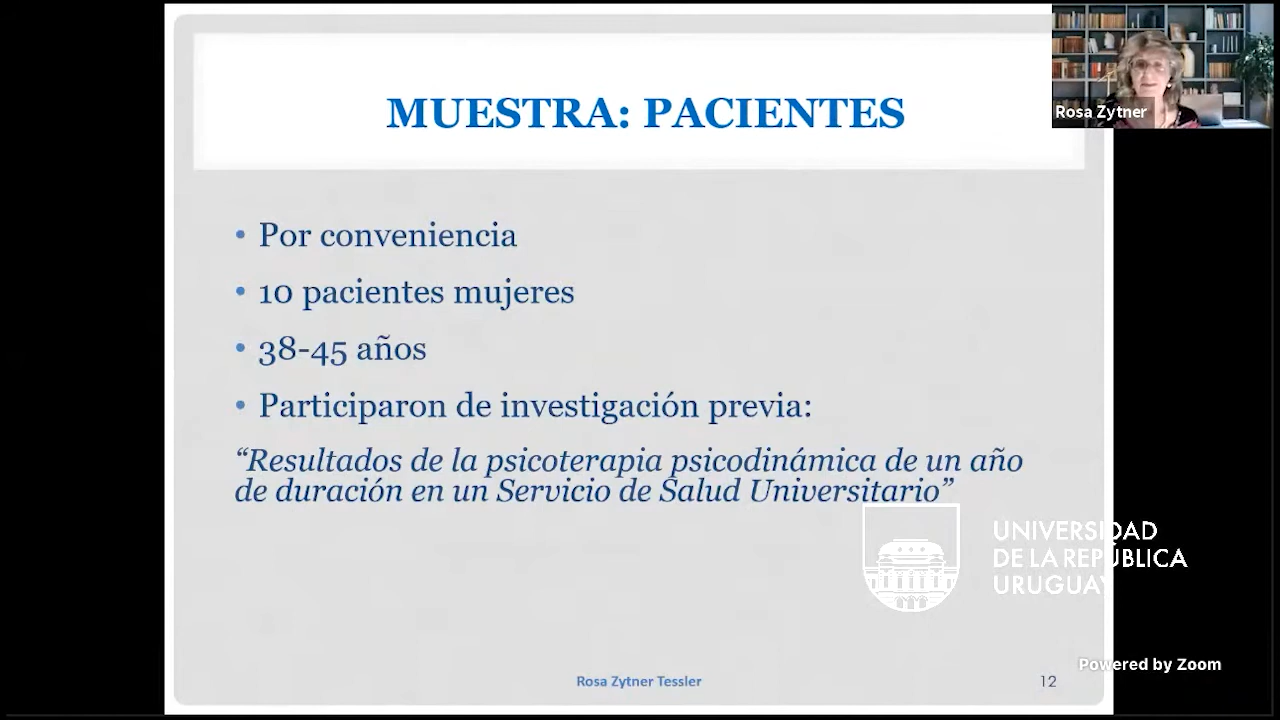 MUESTRA: PACIENTES
Rosa Zytner
• Por conveniencia
• 10 pacientes mujeres
• 38-45 años
• Participaron de investigación previa:
“Resultados de la psicoterapia psicodinámica de un año
de duración en un Servicio de Salud Universitario”
UNIVERSIDAD
DE LA REPÚBLICA
URUGUAY
Powered by Zoom
Rosa Zytner Tessler
12